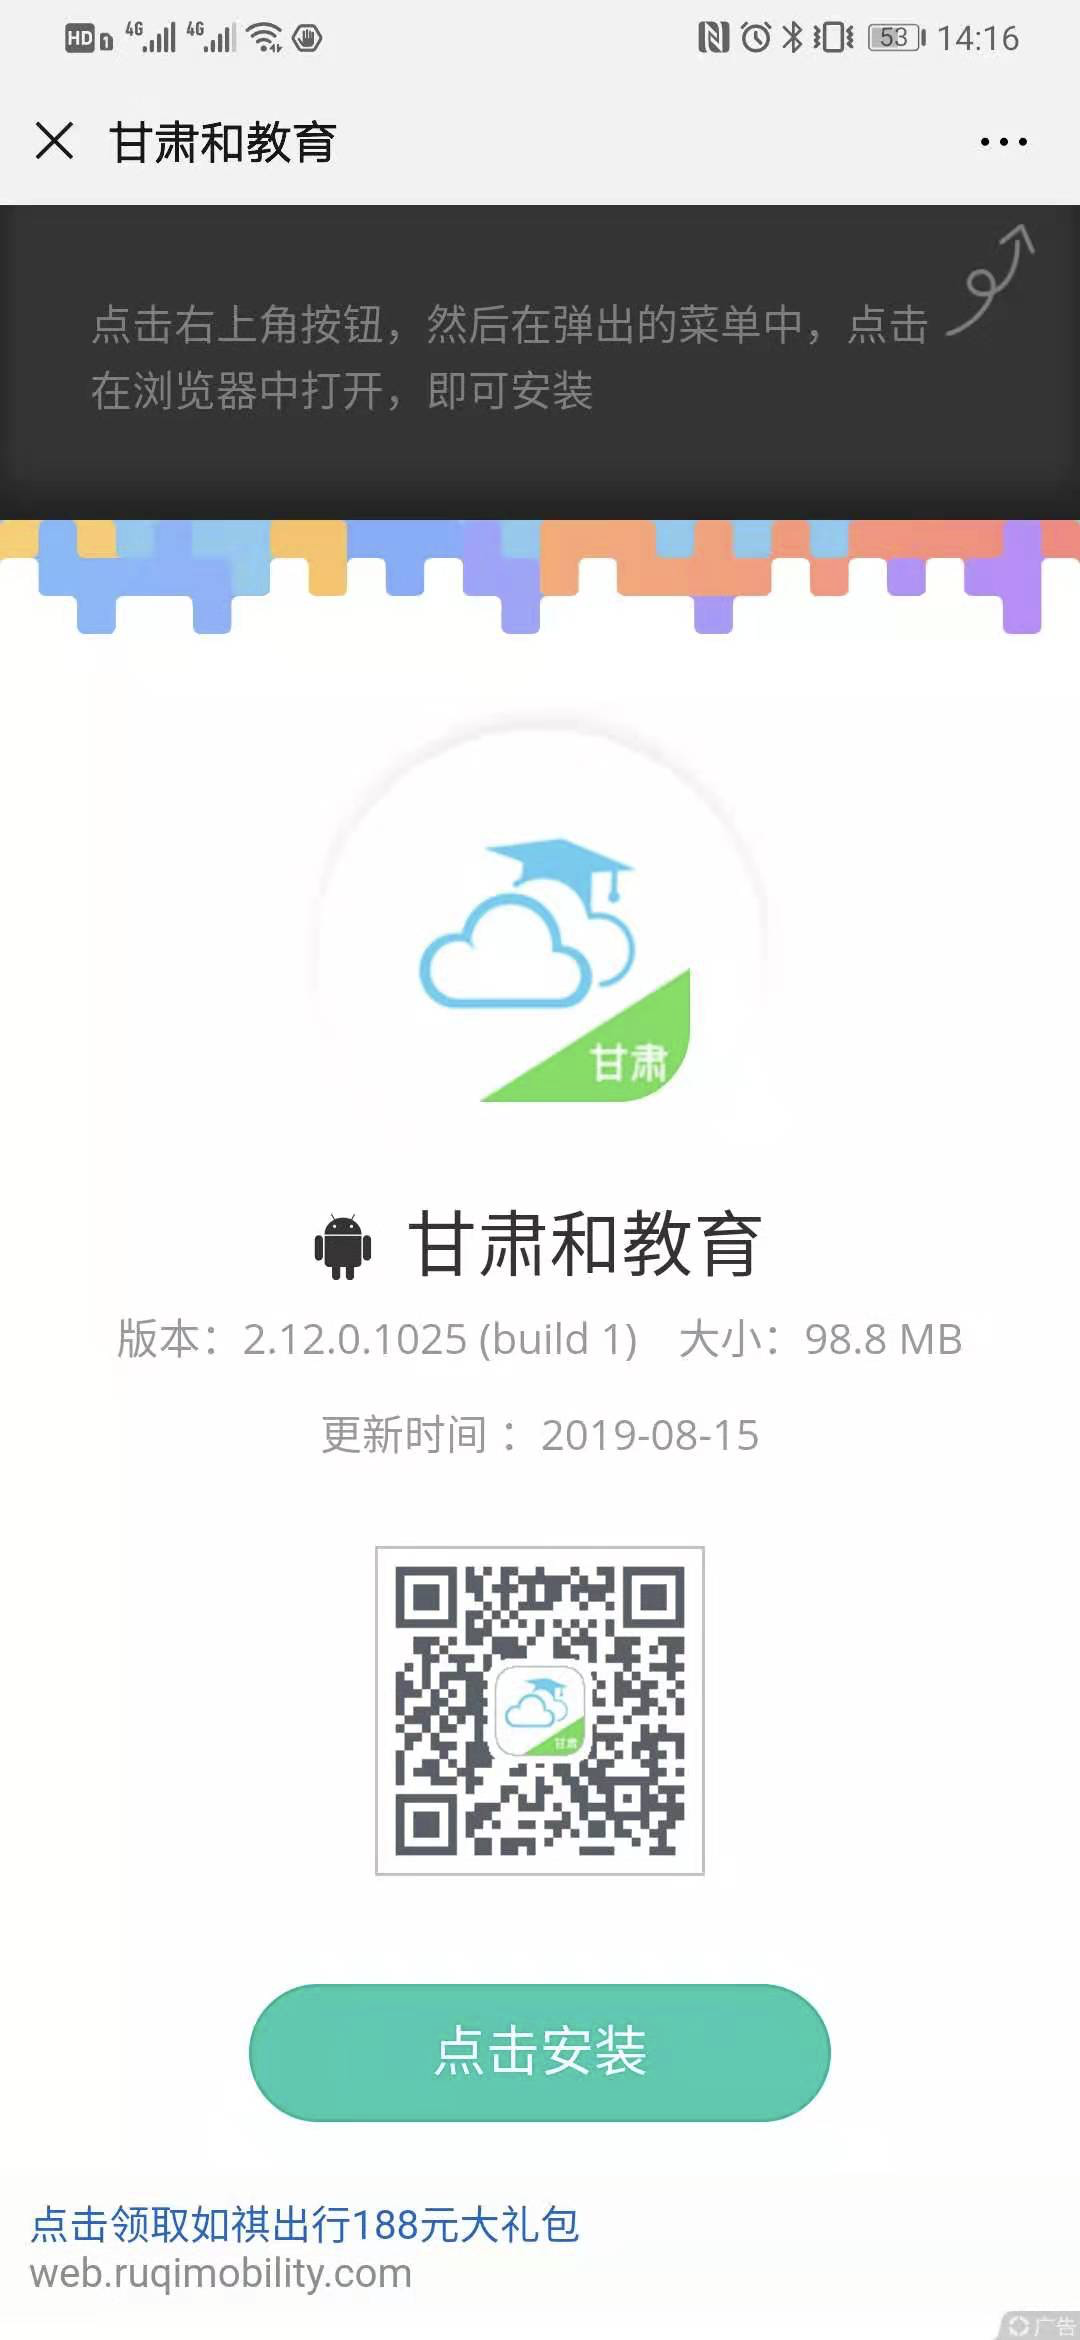 HD 1 4G 4G 53 14:16
甘肃和教育
点击右上角按钮，然后在弹出的菜单中，点击
在浏览器中打开，即可安装
甘肃
甘肃和教育
版本：2.12.0.1025 (build 1) 大小：98.8 MB
更新时间 ：2019-08-15
甘肃
点击安装
点击领取如祺出行188元大礼包
web.ruqimobility.com
广告